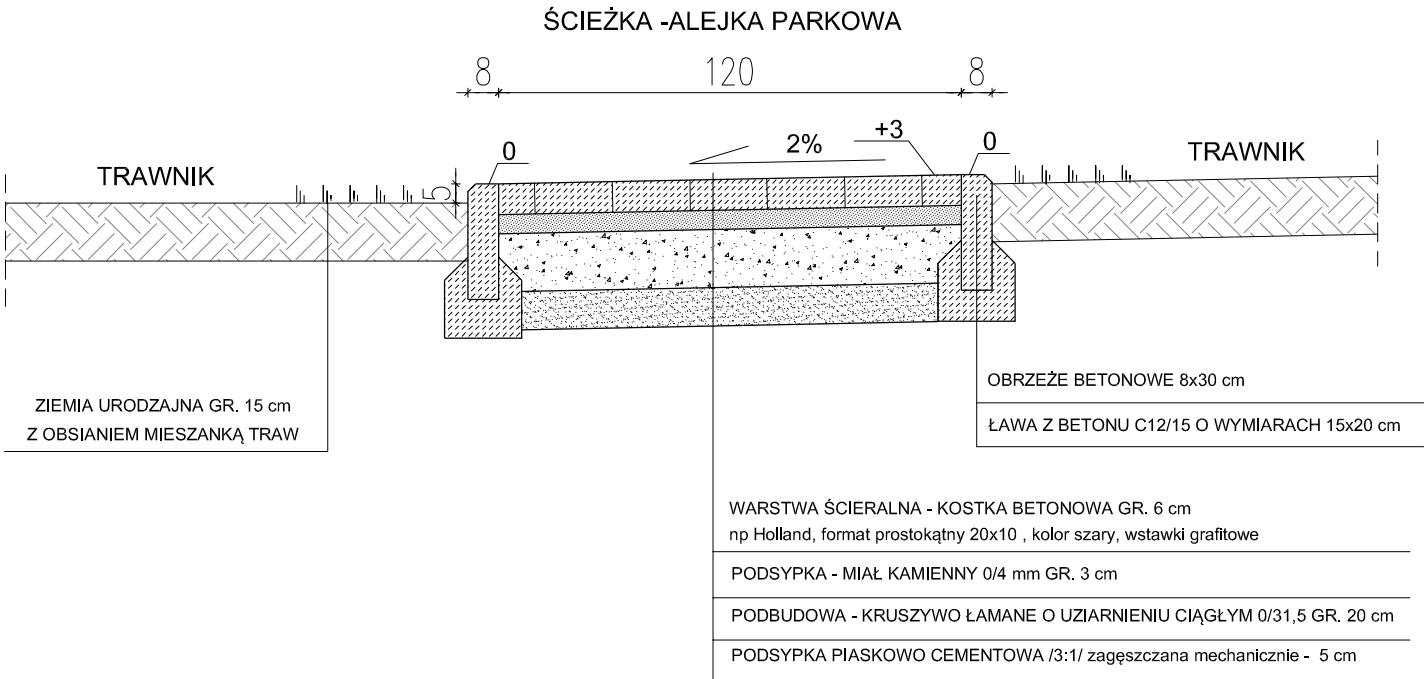 ŚCIEŻKA -ALEJKA PARKOWA
8 120 8
0 2% +3 0
TRAWNIK TRAWNIK
5
OBRZEŻE BETONOWE 8x30 cm
ŁAWA Z BETONU C12/15 O WYMIARACH 15x20 cm
ZIEMIA URODZAJNA GR. 15 cm
Z OBSIANIEM MIESZANKĄ TRAW
WARSTWA ŚCIERALNA - KOSTKA BETONOWA GR. 6 cm
np Holland, format prostokątny 20x10 , kolor szary, wstawki grafitowe
PODSYPKA - MIAŁ KAMIENNY 0/4 mm GR. 3 cm
PODBUDOWA - KRUSZYWO ŁAMANE O UZIARNIENIU CIĄGŁYM 0/31,5 GR. 20 cm
PODSYPKA PIASKOWO CEMENTOWA /3:1/ zagęszczana mechanicznie - 5 cm